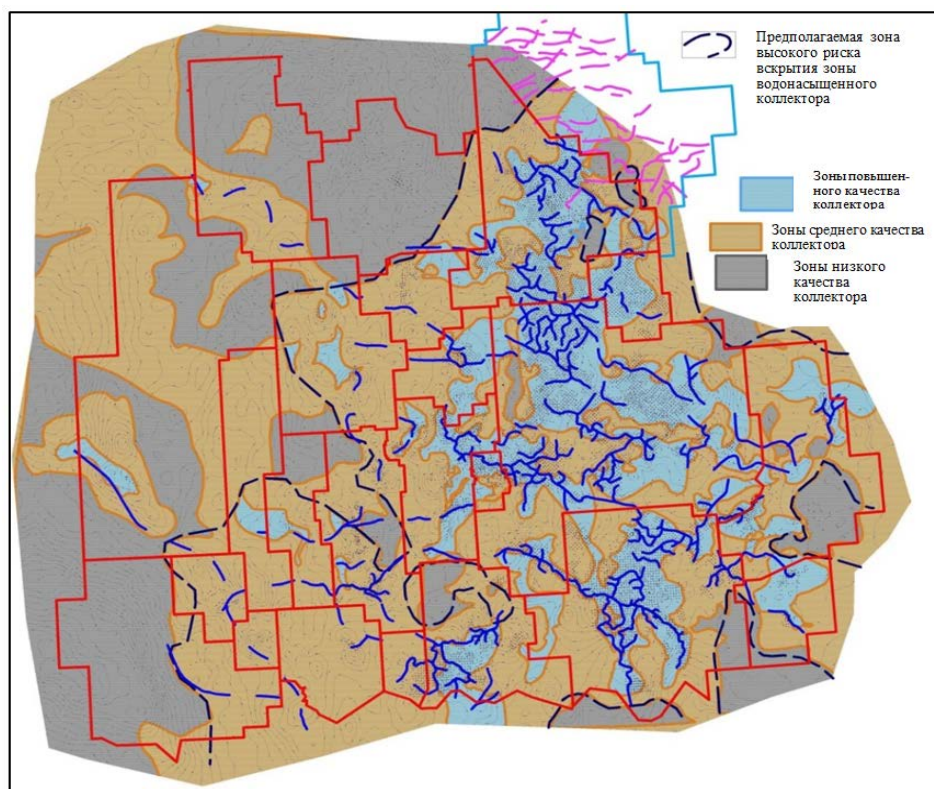 Предполагаемая зона
высокого риска
вскрытия зоны
водонасыщенного
коллектора
Зоны повышен-
ного качества
коллектора
Зоны среднего качества
коллектора
Зоны низкого
качества
коллектора